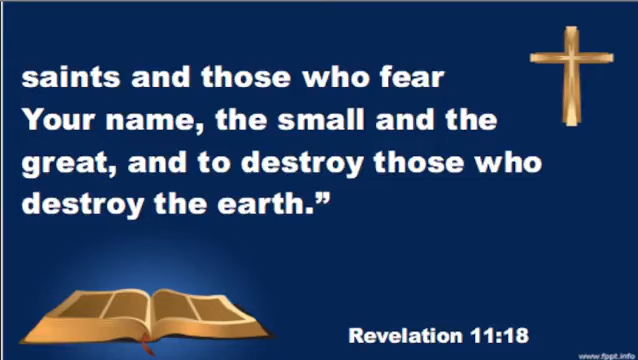 saints and those who fear
Your name, the small and the
great, and to destroy those who
destroy the earth.”
Revelation 11:18
www.fppt.info